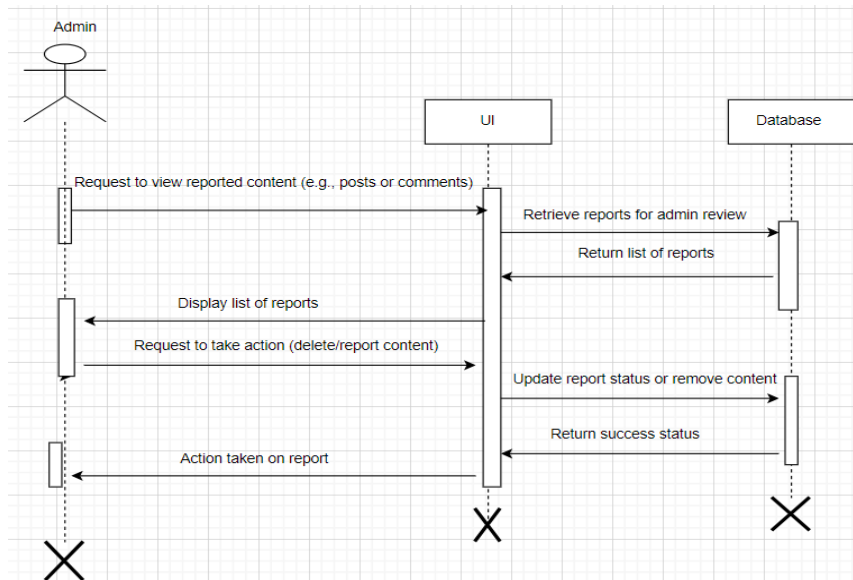 Admin
UI
Database
Request to view reported content (e.g., posts or comments)
Retrieve reports for admin review
Return list of reports
Display list of reports
Request to take action (delete/report content)
Update report status or remove content
Return success status
Action taken on report